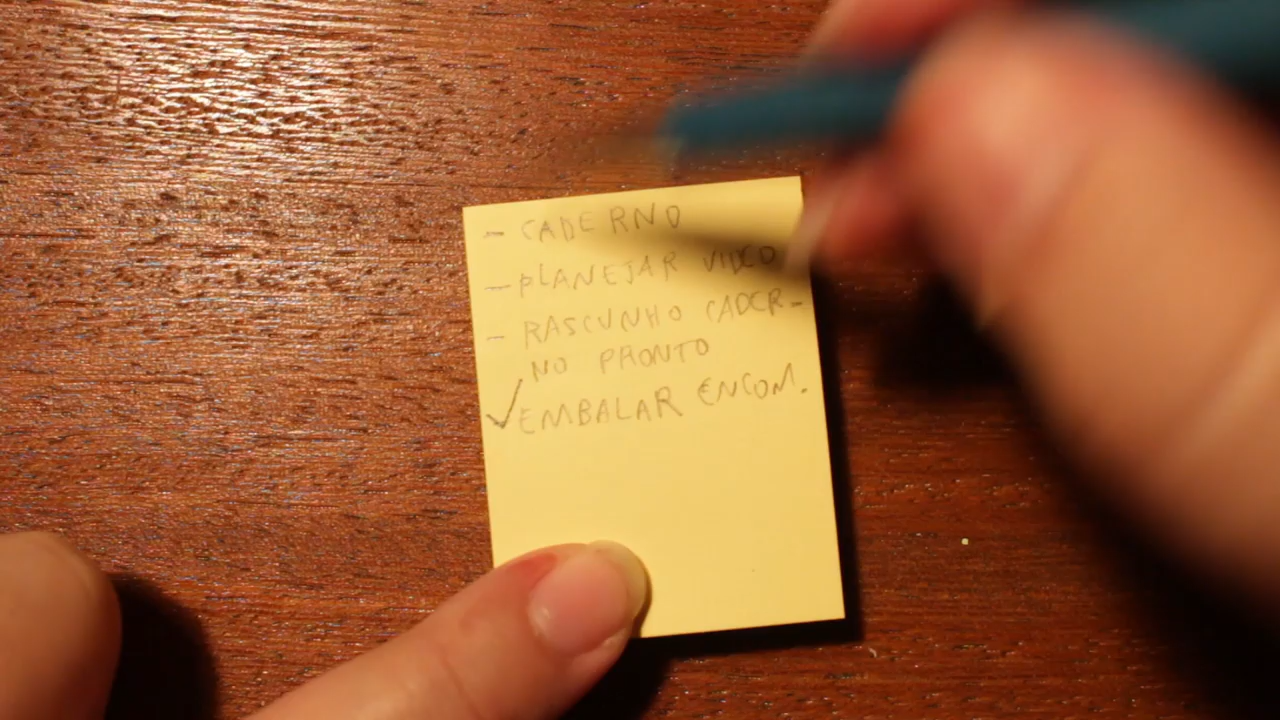 - CADERNO
- PLANEJAR VIDEO
- RASCUNHO CADER-
NO PRONTO
✓ EMBALAR ENCOM.